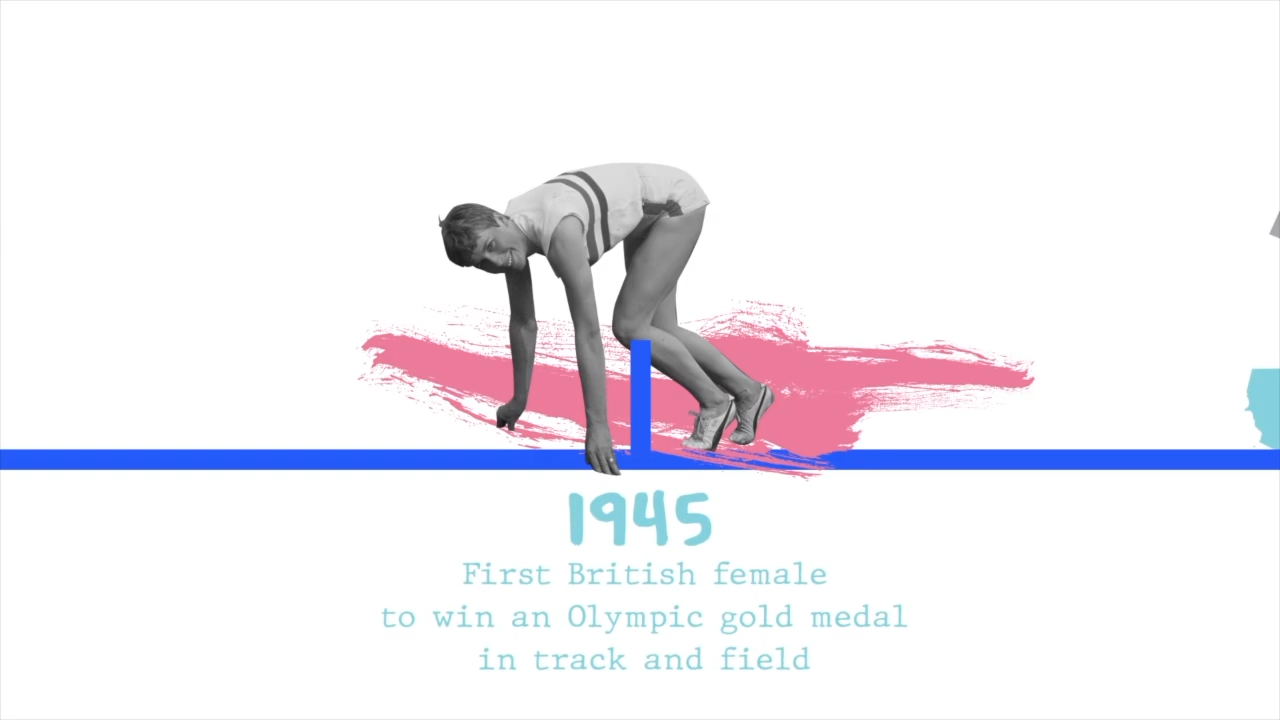 1945
First British female
to win an Olympic gold medal
in track and field